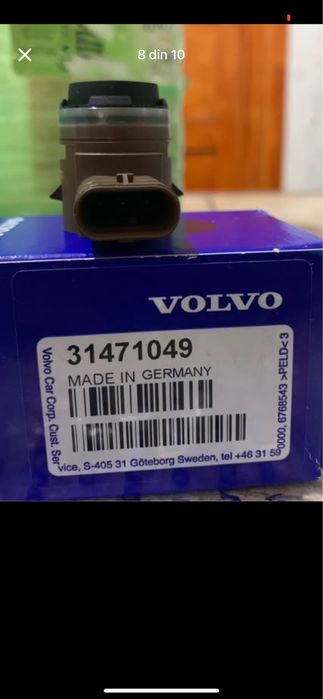 8 din 10
VOLVO
31471049
MADE IN GERMANY
Volvo Car Corp. Cust. Ser
vice, S-405 31 Göteborg Sweden, tel +46 31 59
0000, 6768543 >PELD<3